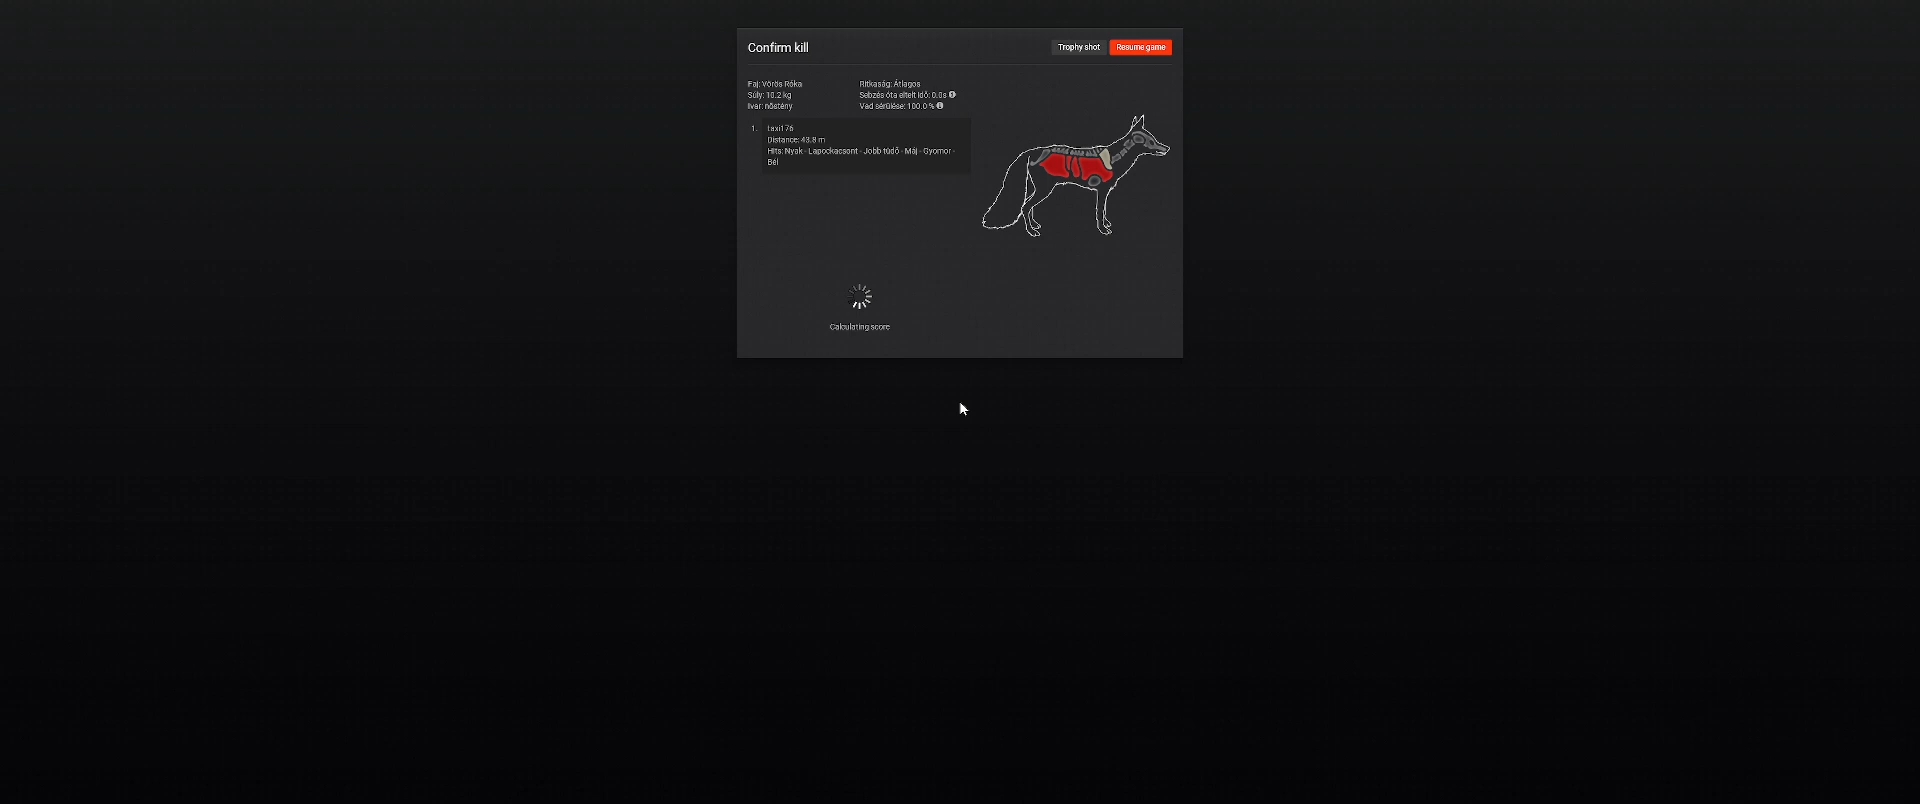 Confirm kill
Trophy shot
Resume game
Faj: Vörös Róka
Súly: 10.2 kg
Ivar: nőstény
Ritkaság: Átlagos
Sebzés óta eltelt idő: 0.0s
Vad sérülése: 100.0 %
1.
taxi176
Distance: 43.8 m
Hits: Nyak - Lapockacsont - Jobb tüdő - Máj - Gyomor -
Bél
Calculating score